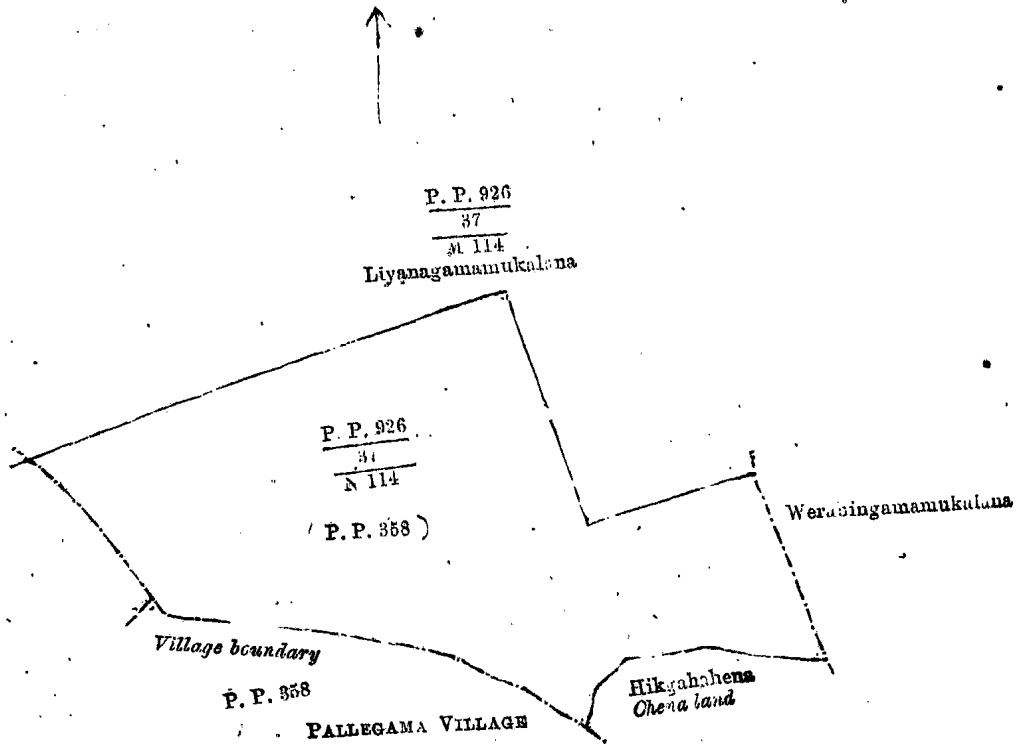 P. P. 926
37
M 114
Liyanagamamukalana
P. P. 926
37
N 114
( P. P. 358 )
Village boundary
P. P. 358
PALLEGAMA VILLAGE
Hikgahahena
Chena land